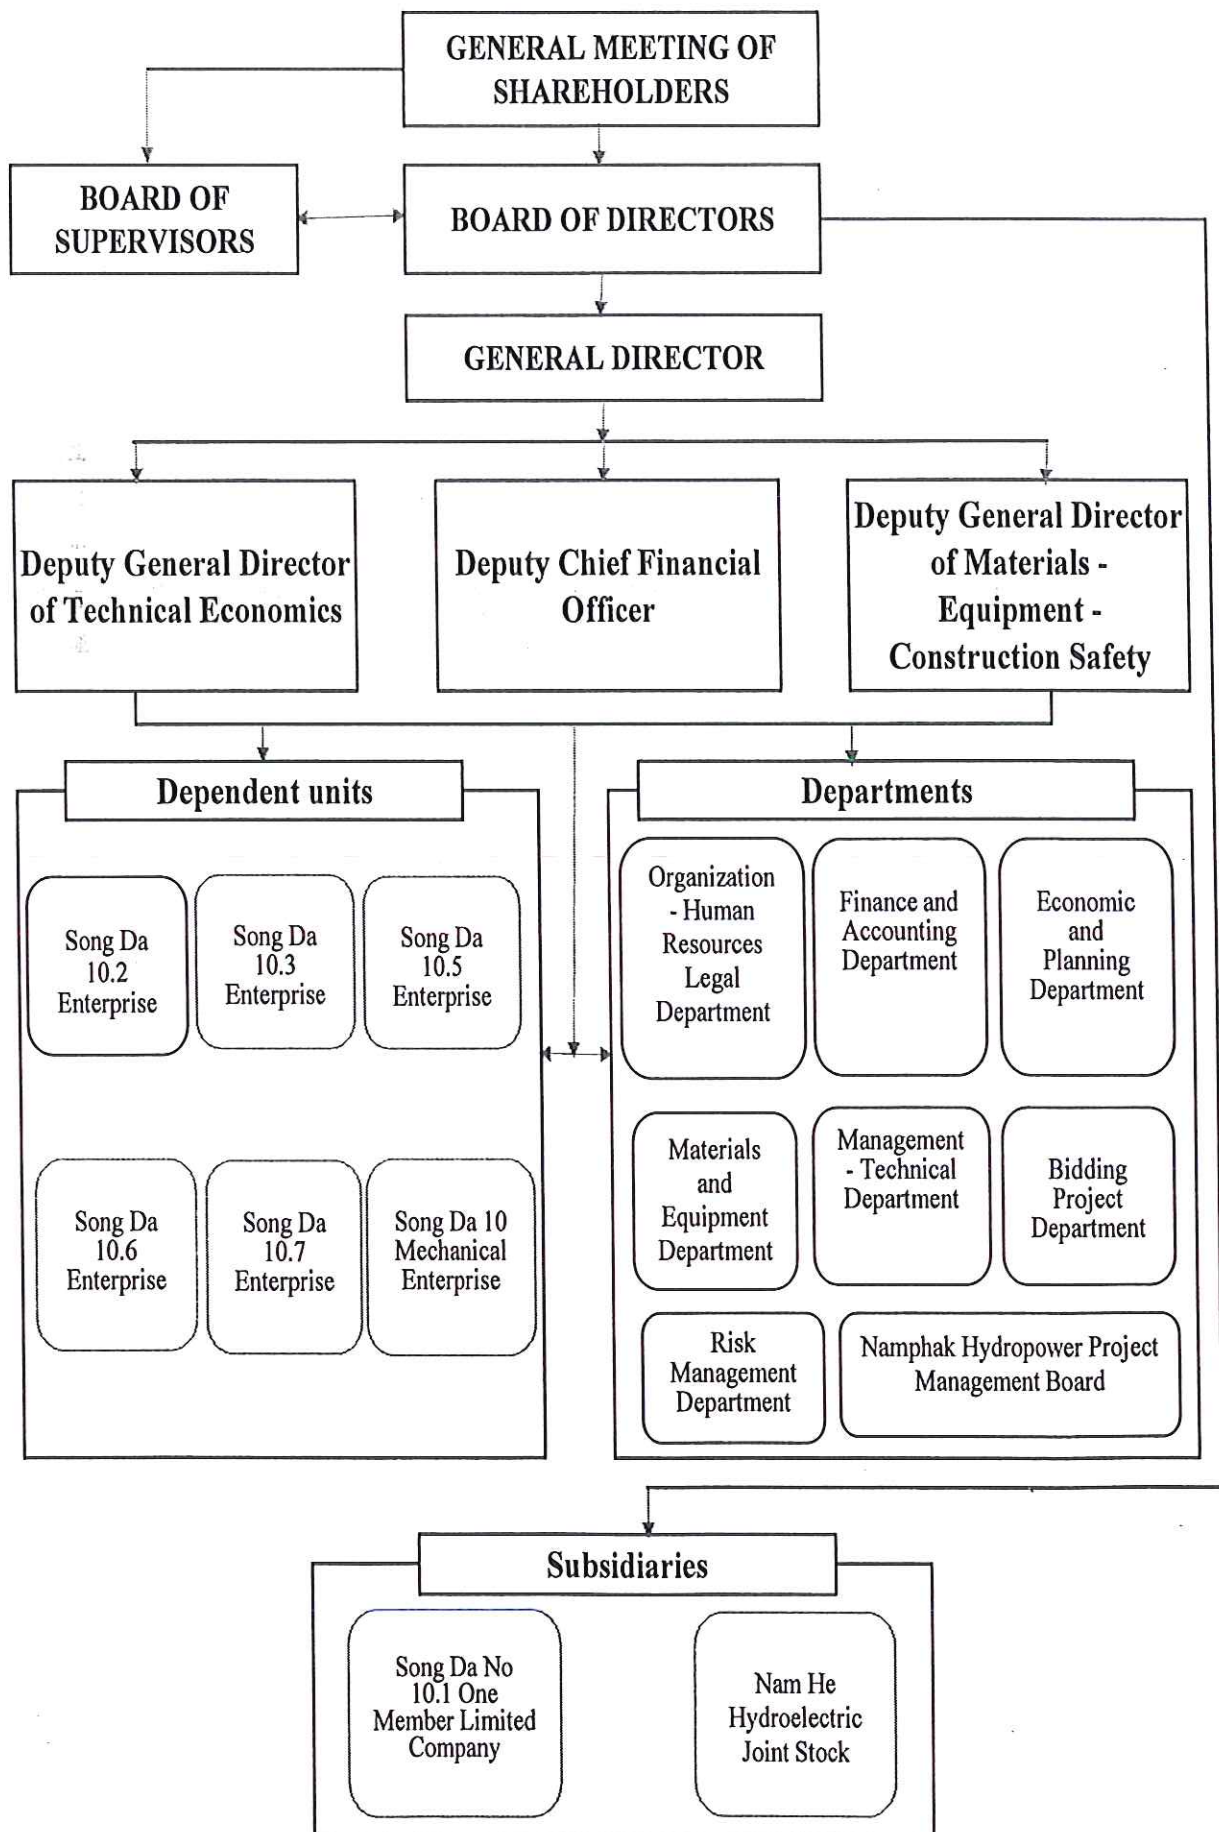 GENERAL MEETING OF
SHAREHOLDERS
BOARD OF
SUPERVISORS
BOARD OF DIRECTORS
GENERAL DIRECTOR
Deputy General Director
of Technical Economics
Deputy Chief Financial
Officer
Deputy General Director
of Materials -
Equipment -
Construction Safety
Dependent units
Song Da
10.2
Enterprise
Song Da
10.3
Enterprise
Song Da
10.5
Enterprise
Song Da
10.6
Enterprise
Song Da
10.7
Enterprise
Song Da 10
Mechanical
Enterprise
Departments
Organization
- Human
Resources
Legal
Department
Finance and
Accounting
Department
Economic
and
Planning
Department
Materials
and
Equipment
Department
Management
- Technical
Department
Bidding
Project
Department
Risk
Management
Department
Namphak Hydropower Project
Management Board
Subsidiaries
Song Da No
10.1 One
Member Limited
Company
Nam He
Hydroelectric
Joint Stock